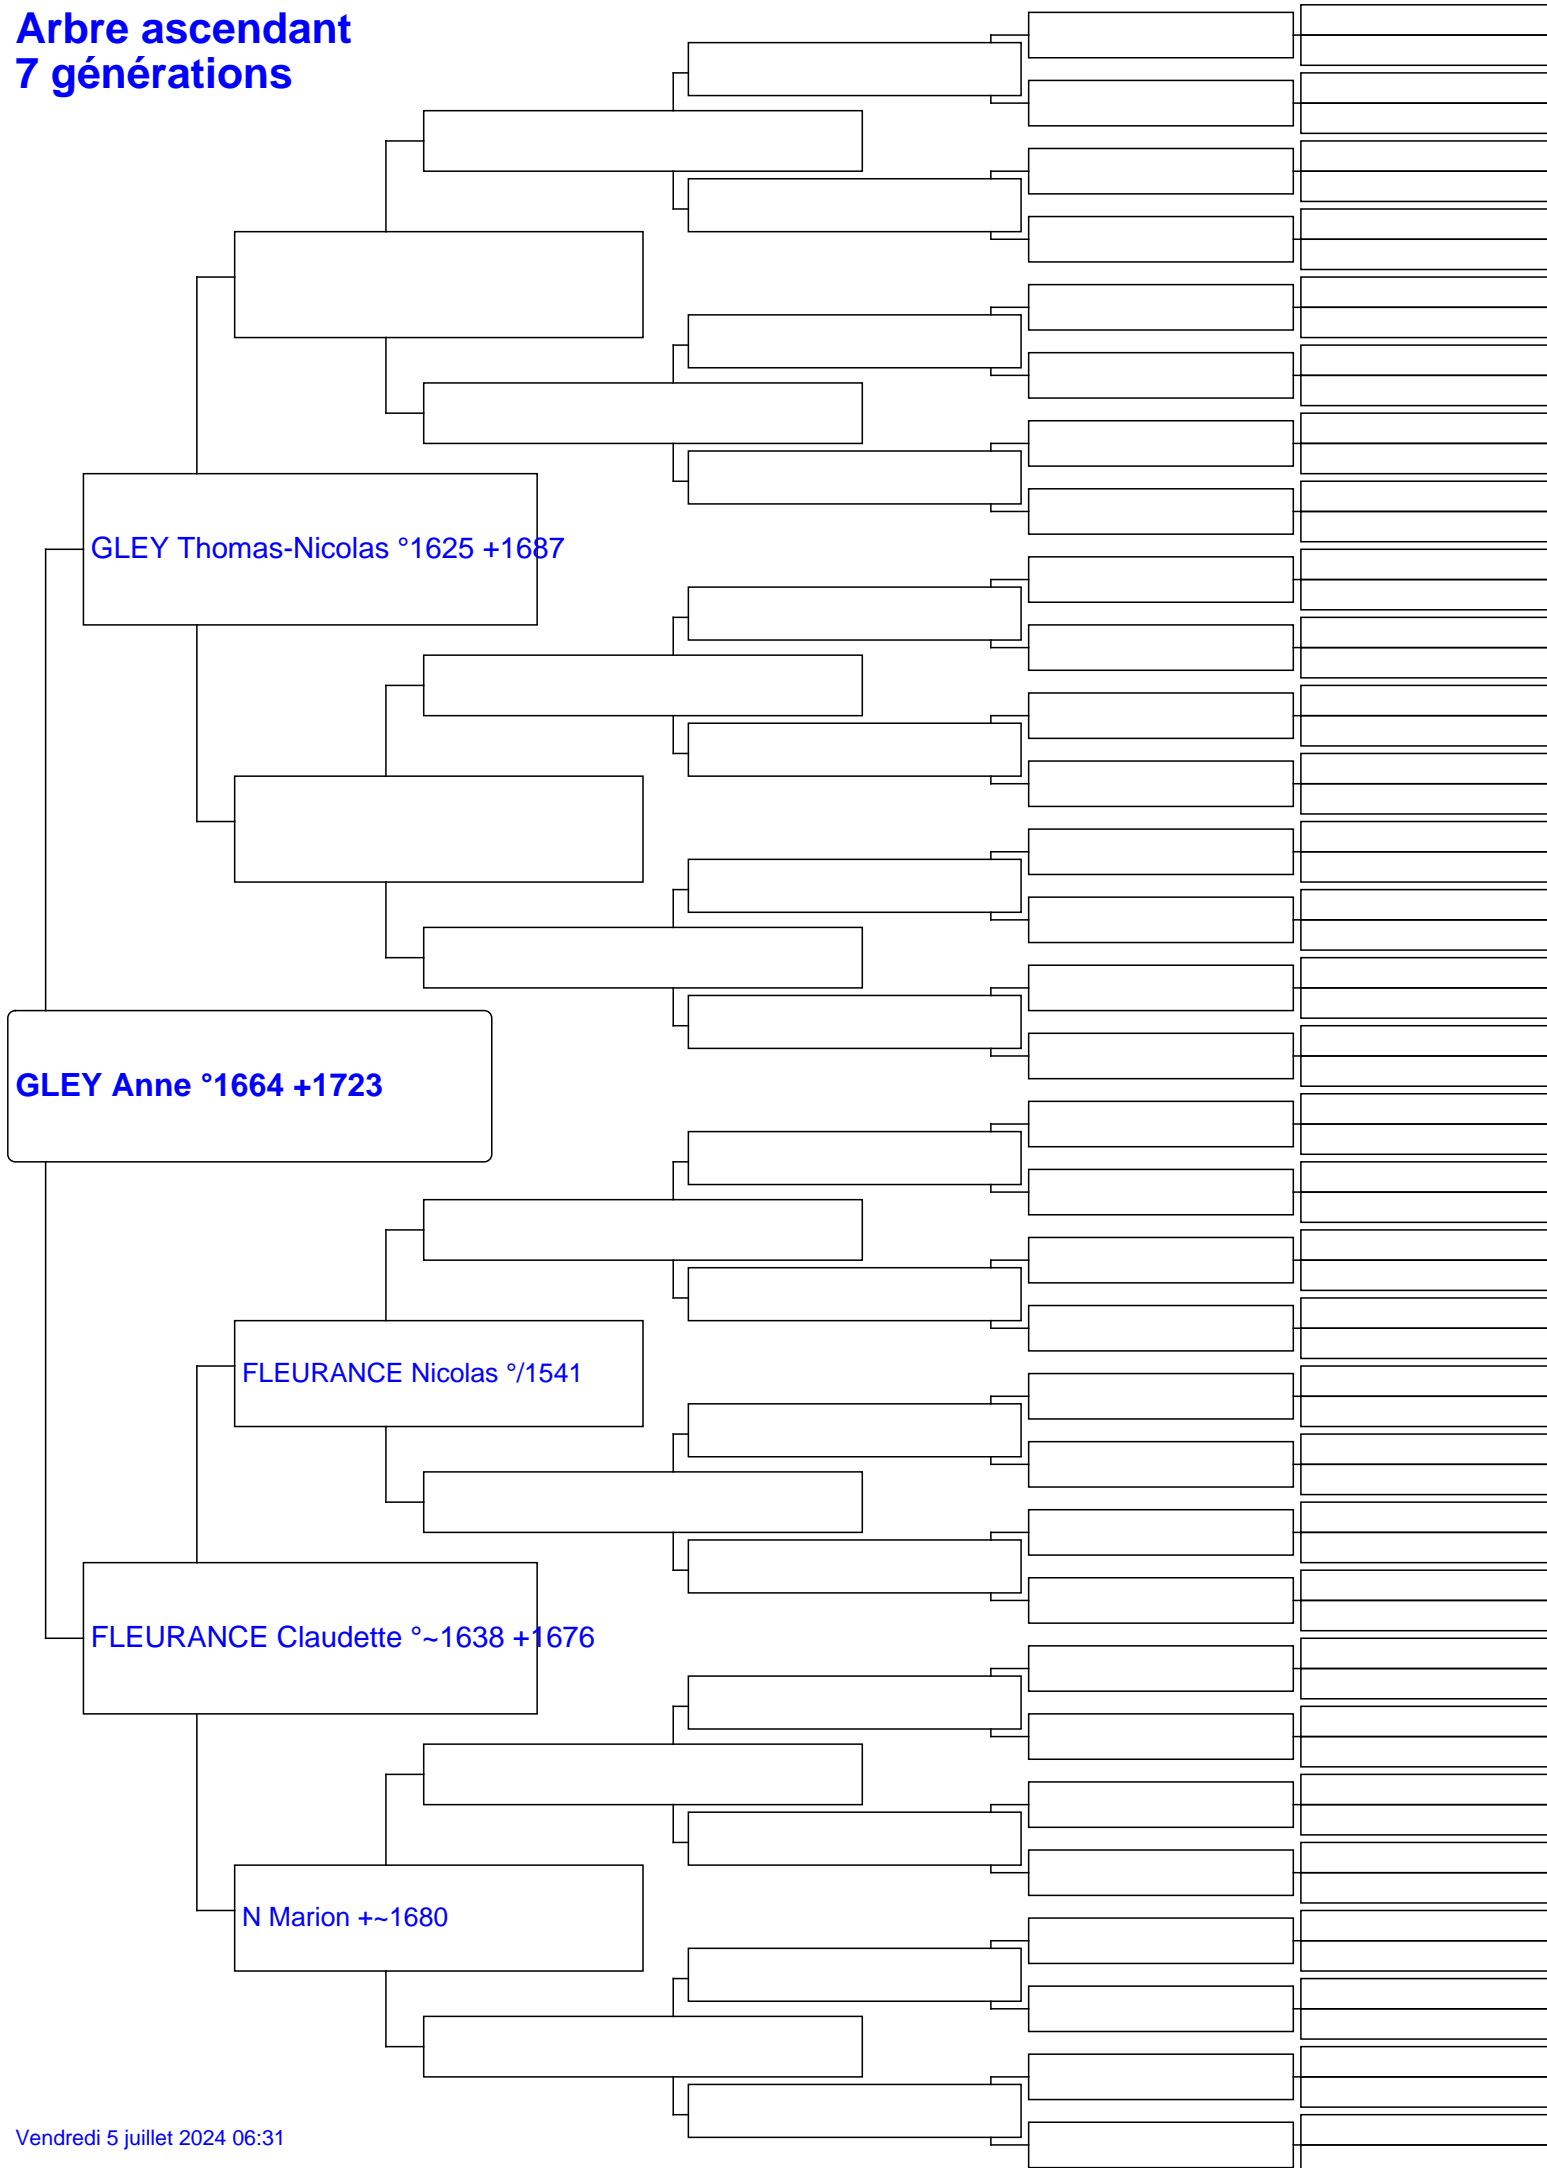 Arbre ascendant
7 générations
GLEY Thomas-Nicolas °1625 +1687
GLEY Anne °1664 +1723
FLEURANCE Nicolas °/1541
FLEURANCE Claudette °~1638 +1676
N Marion +~1680
Vendredi 5 juillet 2024 06:31